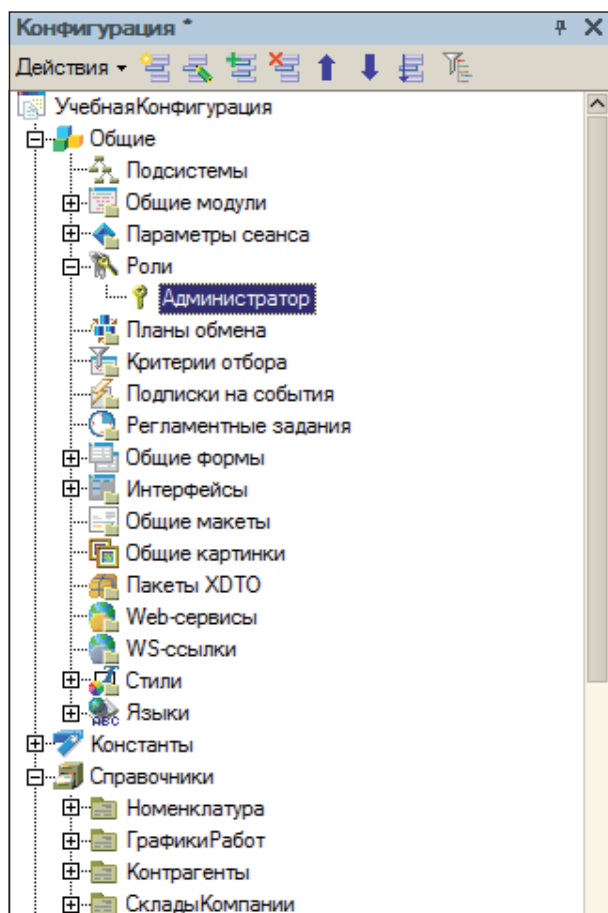 Конфигурация *
Действия
УчебнаяКонфигурация
Общие
Подсистемы
Общие модули
Параметры сеанса
Роли
Администратор
Планы обмена
Критерии отбора
Подписки на события
Регламентные задания
Общие формы
Интерфейсы
Общие макеты
Общие картинки
Пакеты XDTO
Web-сервисы
WS-ссылки
Стили
ABC Языки
Константы
Справочники
Номенклатура
ГрафикиРабот
Контрагенты
СкладыКомпании